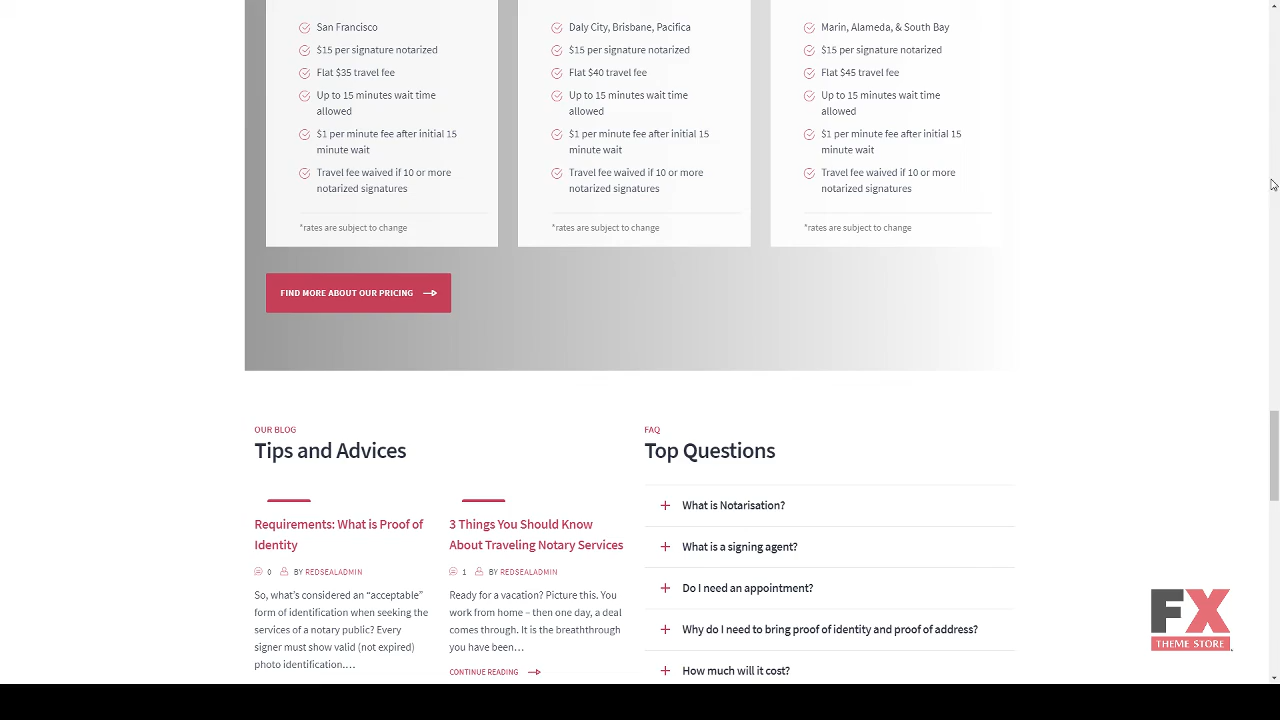 San Francisco
$15 per signature notarized
Flat $35 travel fee
Up to 15 minutes wait time
allowed
$1 per minute fee after initial 15
minute wait
Travel fee waived if 10 or more
notarized signatures
*rates are subject to change
Daly City, Brisbane, Pacifica
$15 per signature notarized
Flat $40 travel fee
Up to 15 minutes wait time
allowed
$1 per minute fee after initial 15
minute wait
Travel fee waived if 10 or more
notarized signatures
*rates are subject to change
Marin, Alameda, & South Bay
$15 per signature notarized
Flat $45 travel fee
Up to 15 minutes wait time
allowed
$1 per minute fee after initial 15
minute wait
Travel fee waived if 10 or more
notarized signatures
*rates are subject to change
FIND MORE ABOUT OUR PRICING
OUR BLOG
Tips and Advices
Requirements: What is Proof of
Identity
0 BY REDSEALADMIN
So, what's considered an “acceptable”
form of identification when seeking the
services of a notary public? Every
signer must show valid (not expired)
photo identification.…
3 Things You Should Know
About Traveling Notary Services
1 BY REDSEALADMIN
Ready for a vacation? Picture this. You
work from home – then one day, a deal
comes through. It is the breakthrough
you have been…
CONTINUE READING
FAQ
Top Questions
What is Notarisation?
What is a signing agent?
Do I need an appointment?
Why do I need to bring proof of identity and proof of address?
How much will it cost?
FX
THEME STORE